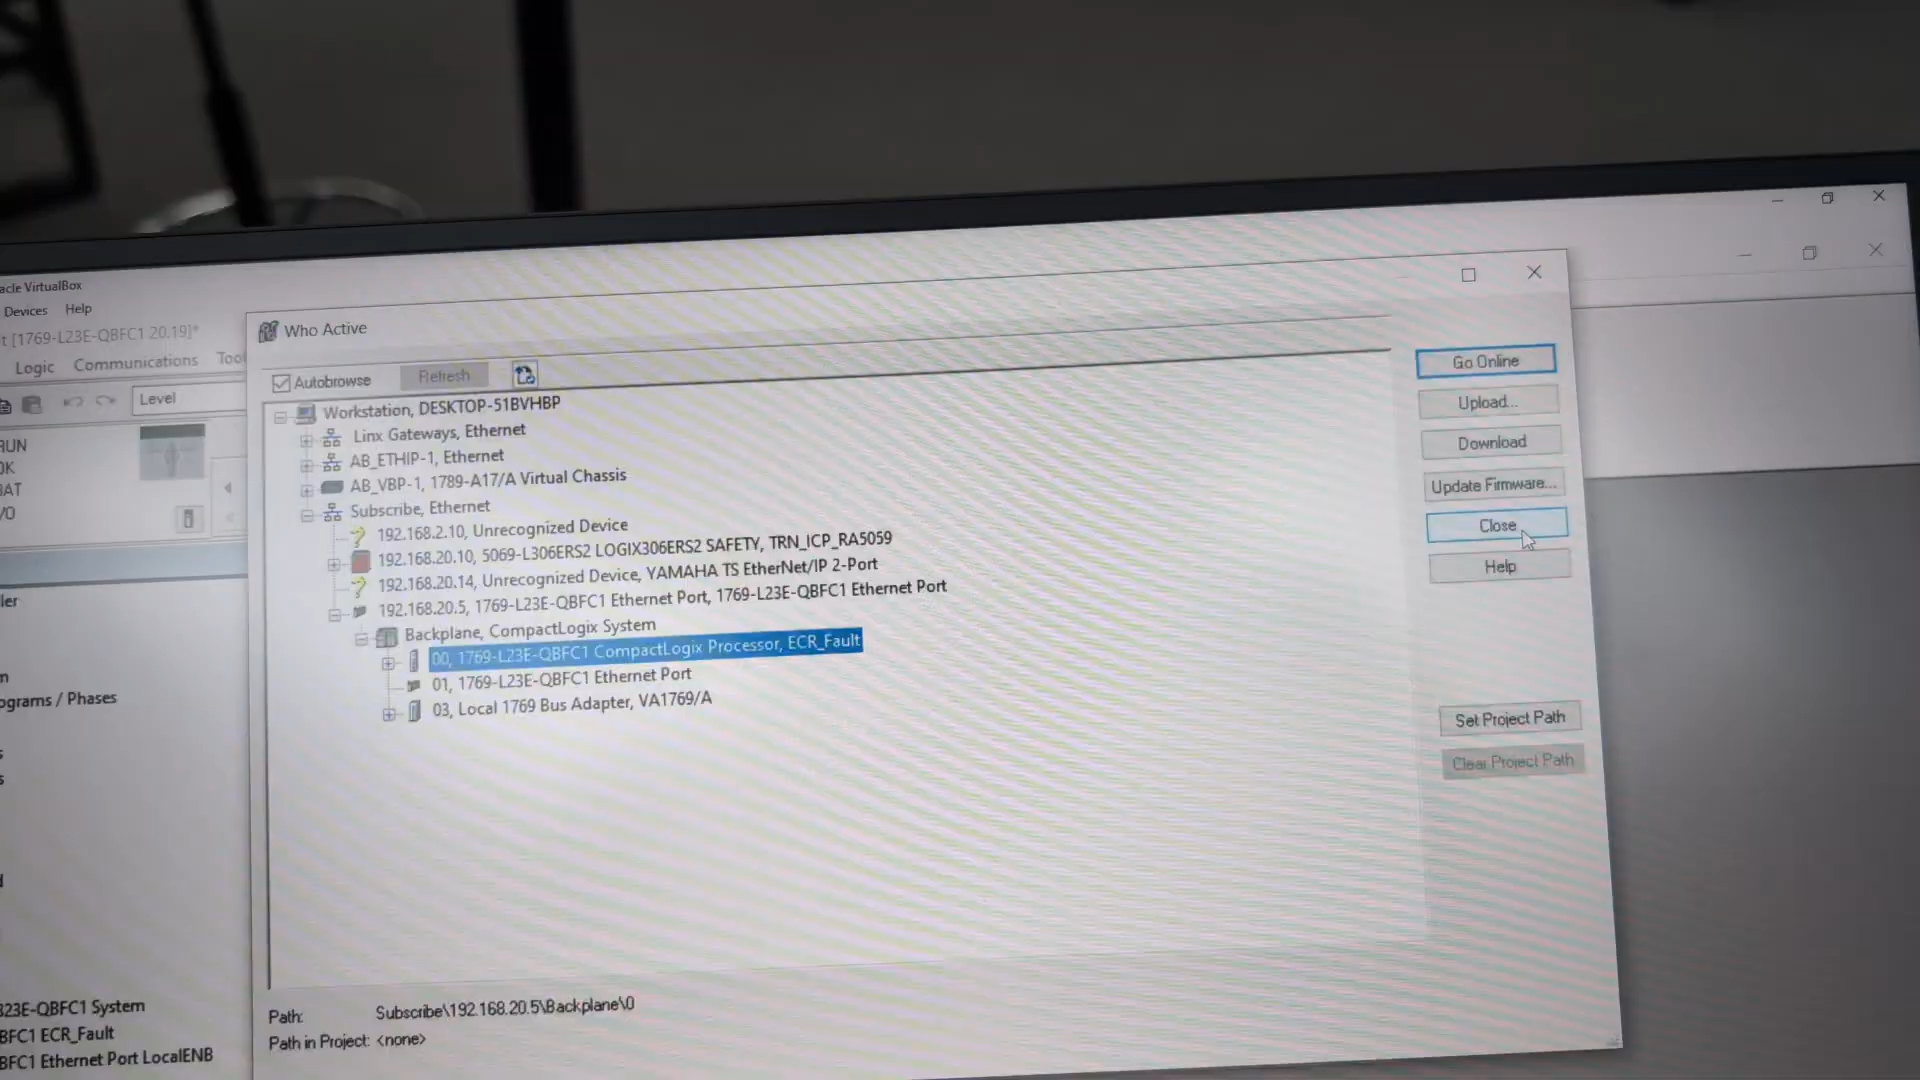 acle VirtualBox
Devices Help
t [1769-L23E-QBFC1 20.19]*
Logic Communications Tool
Level
RUN
OK
BAT
I/O
ller
ograms / Phases
323E-QBFC1 System
BFC1 ECR_Fault
BFC1 Ethernet Port LocalENB
Who Active
Autobrowse Refresh
Workstation, DESKTOP-51BVHBP
Linx Gateways, Ethernet
AB_ETHIP-1, Ethernet
AB_VBP-1, 1789-A17/A Virtual Chassis
Subscribe, Ethernet
192.168.2.10, Unrecognized Device
192.168.20.10, 5069-L306ERS2 LOGIX306ERS2 SAFETY, TRN_ICP_RA5059
192.168.20.14, Unrecognized Device, YAMAHA TS EtherNet/IP 2-Port
192.168.20.5, 1769-L23E-QBFC1 Ethernet Port, 1769-L23E-QBFC1 Ethernet Port
Backplane, CompactLogix System
00, 1769-L23E-QBFC1 CompactLogix Processor, ECR_Fault
01, 1769-L23E-QBFC1 Ethernet Port
03, Local 1769 Bus Adapter, VA1769/A
Go Online
Upload...
Download
Update Firmware...
Close
Help
Set Project Path
Clear Project Path
Path: Subscribe\192.168.20.5\Backplane\0
Path in Project: <none>